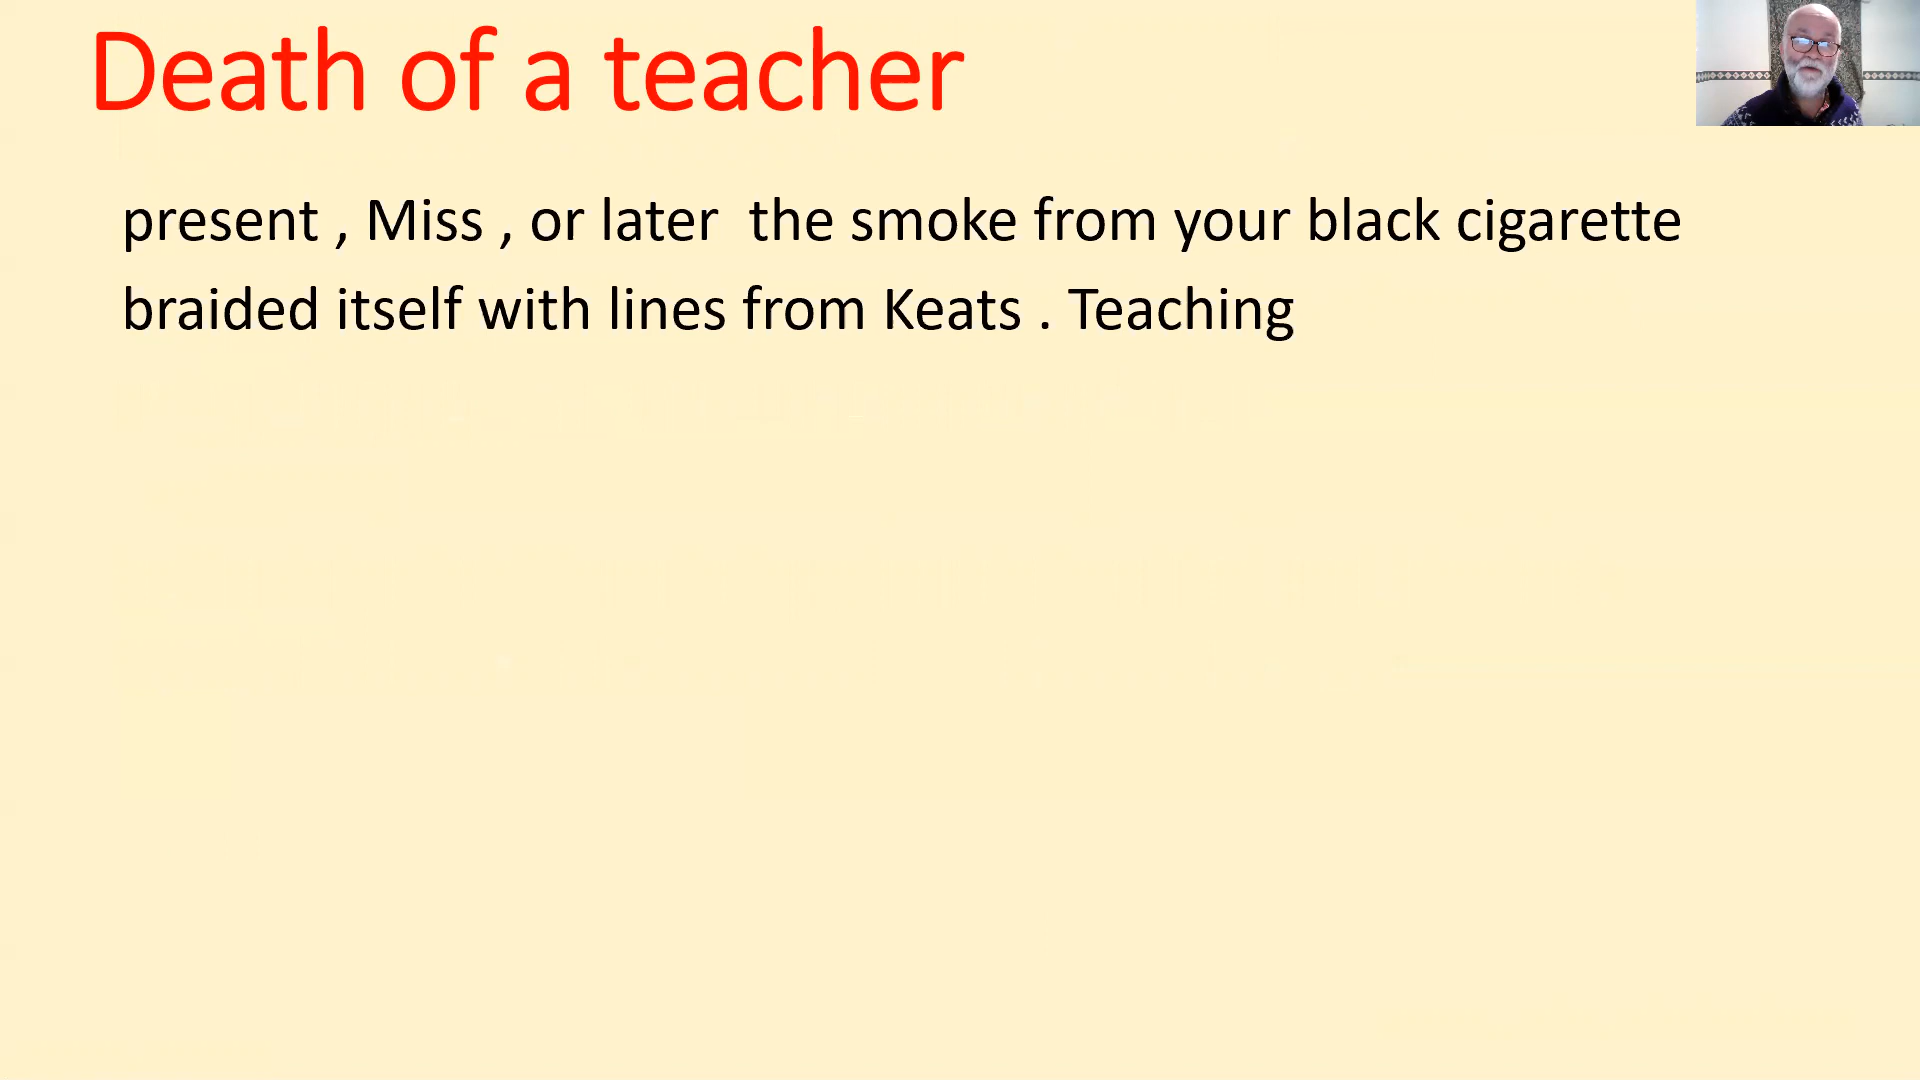 Death of a teacher
present , Miss , or later the smoke from your black cigarette
braided itself with lines from Keats . Teaching